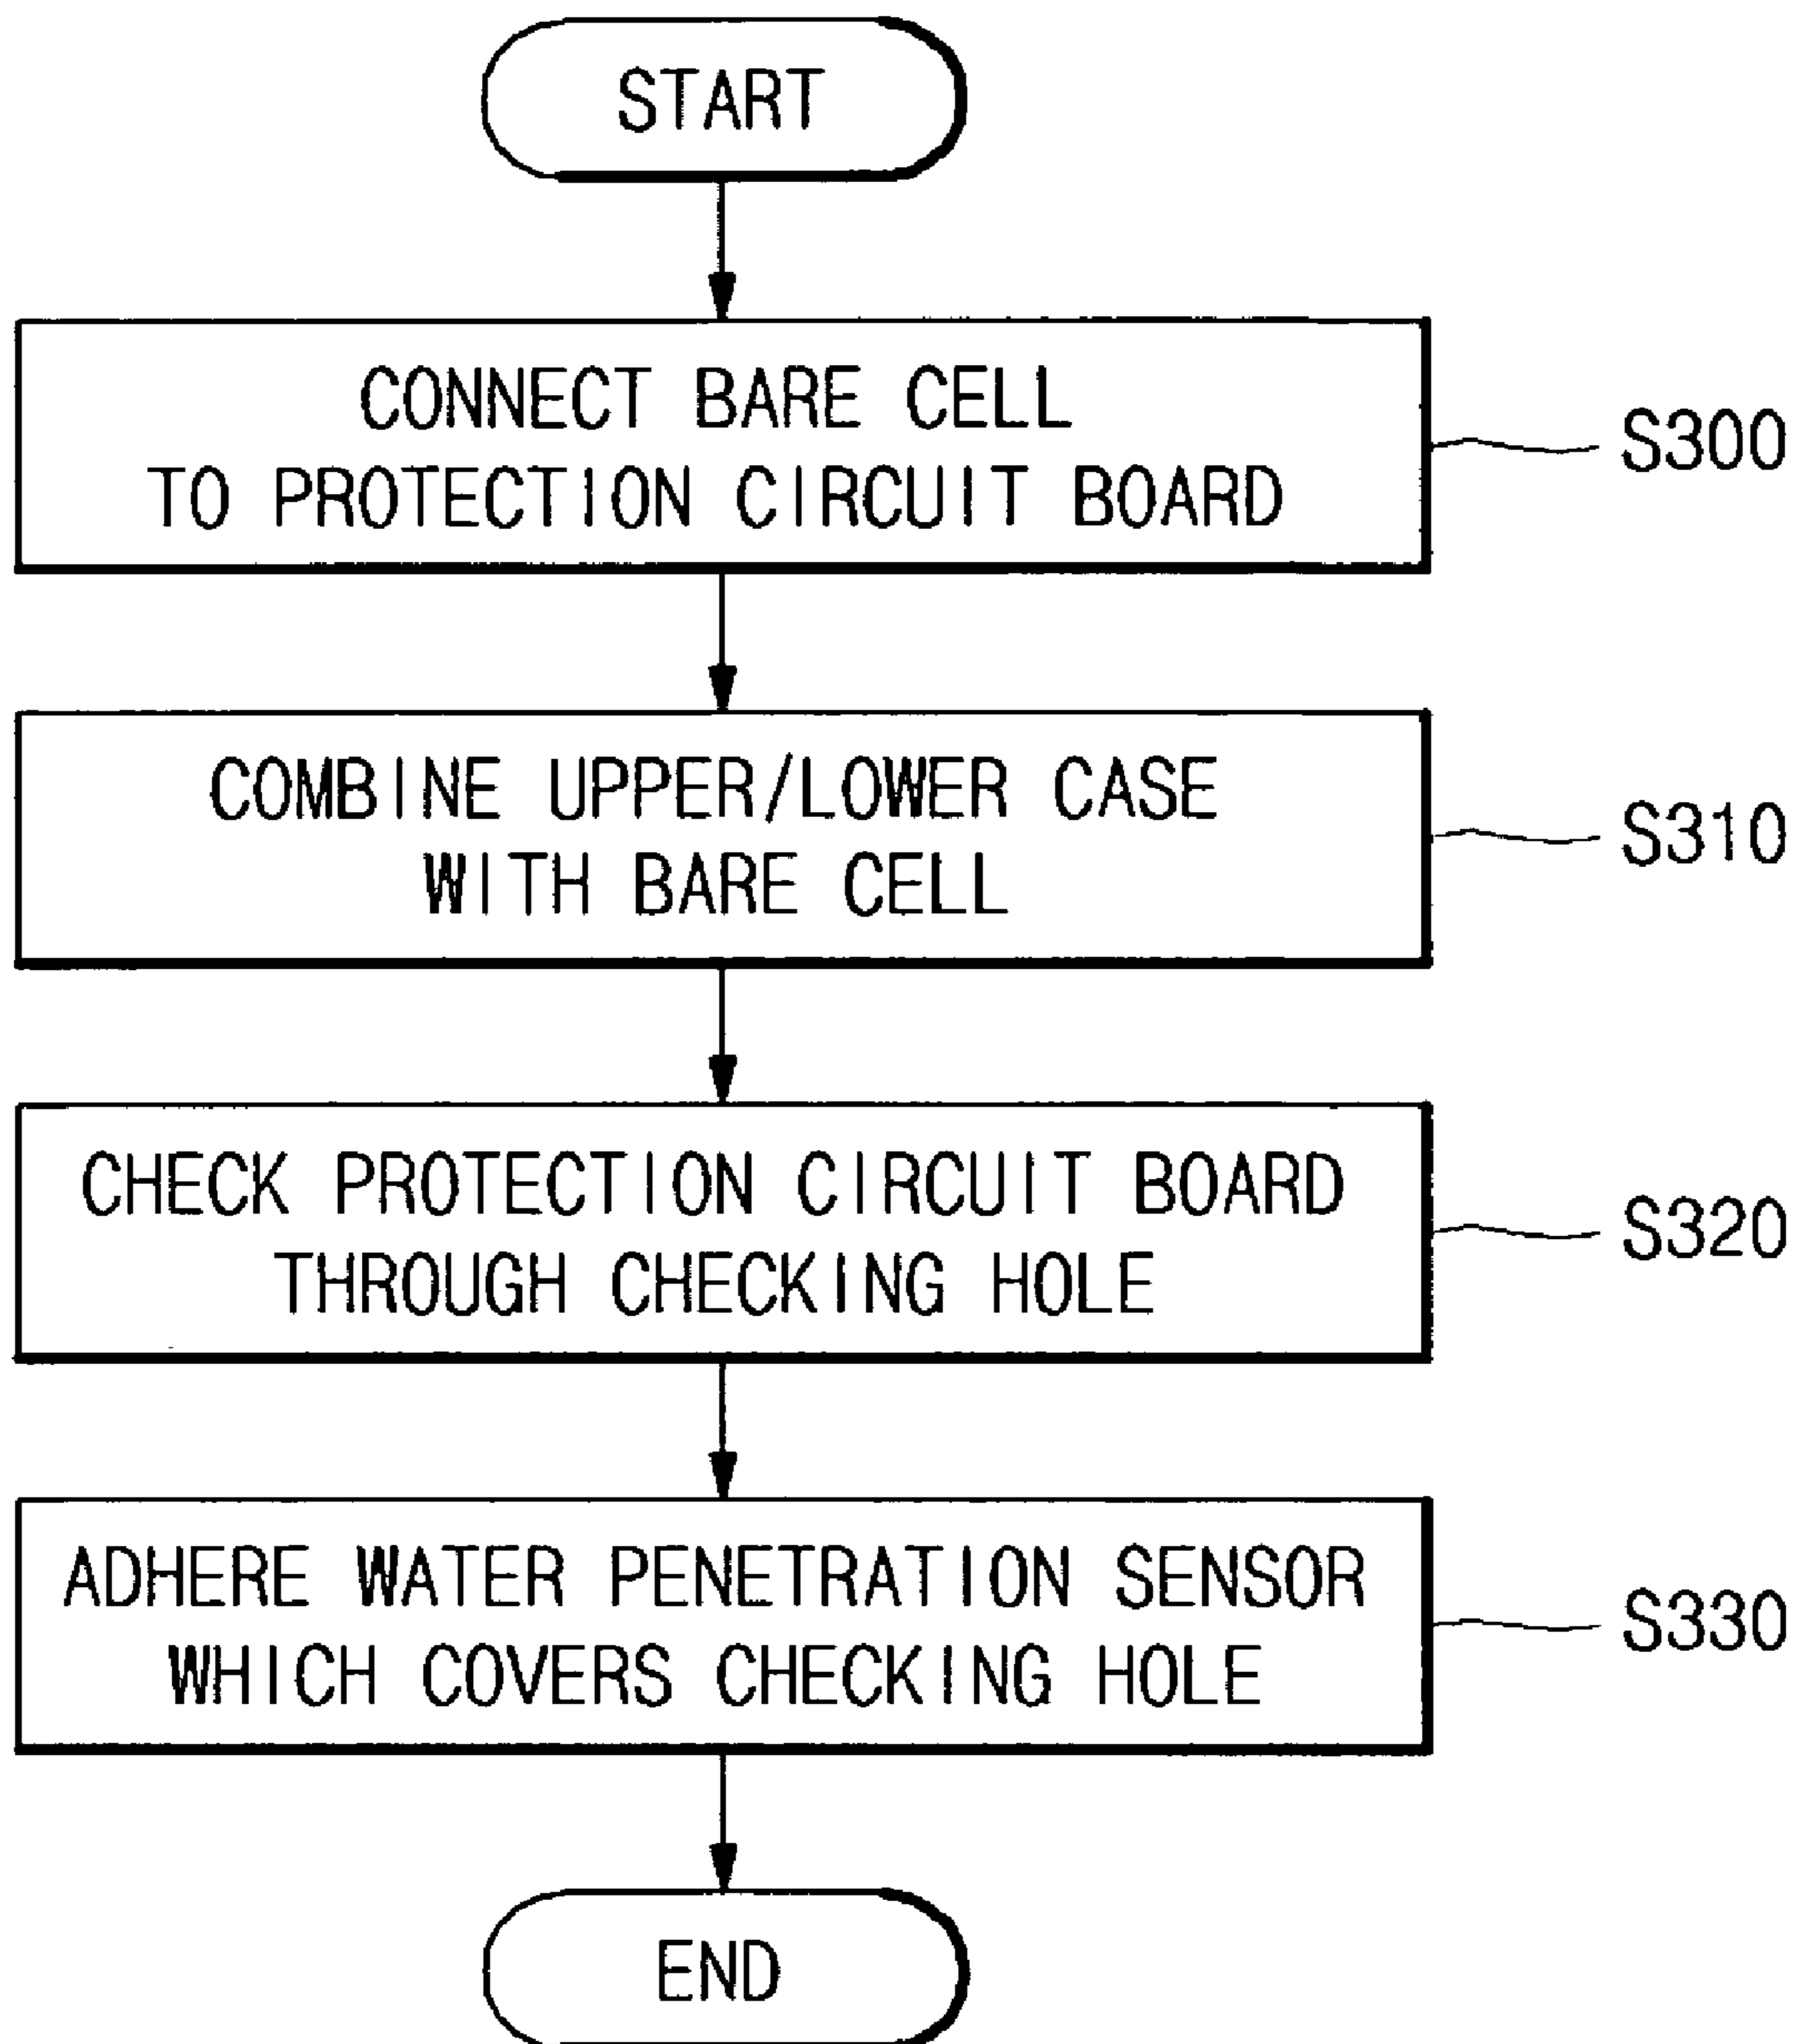 START
CONNECT BARE CELL
TO PROTECTION CIRCUIT BOARD
S300
COMBINE UPPER/LOWER CASE
WITH BARE CELL
S310
CHECK PROTECTION CIRCUIT BOARD
THROUGH CHECKING HOLE
S320
ADHERE WATER PENETRATION SENSOR
WHICH COVERS CHECKING HOLE
S330
END